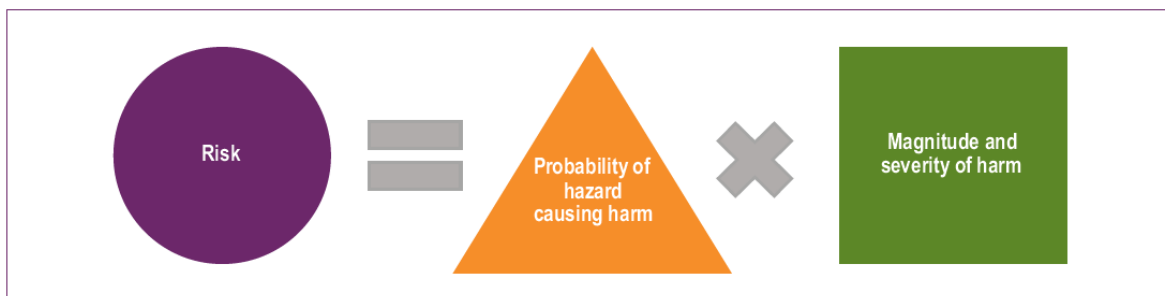 Risk
Probability of
hazard
causing harm
Magnitude and
severity of harm